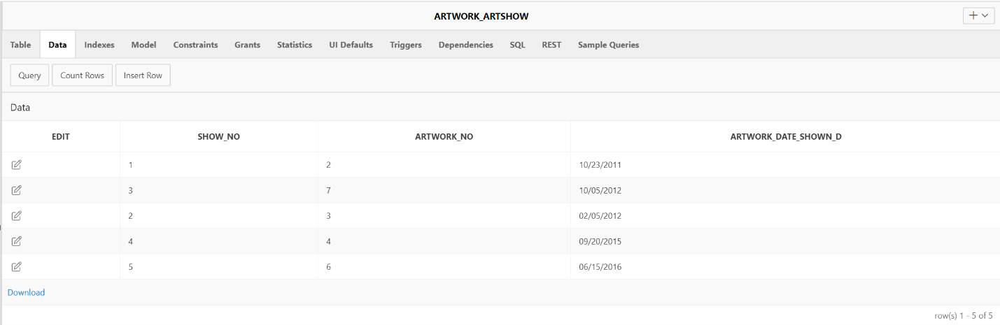 ARTWORK_ARTSHOW
Table Data Indexes Model Constraints Grants Statistics UI Defaults Triggers Dependencies SQL REST Sample Queries
Query Count Rows Insert Row
Data
EDIT SHOW_NO ARTWORK_NO ARTWORK_DATE_SHOWN_D
1 2 10/23/2011
3 7 10/05/2012
2 3 02/05/2012
4 4 09/20/2015
5 6 06/15/2016
Download
row(s) 1 - 5 of 5